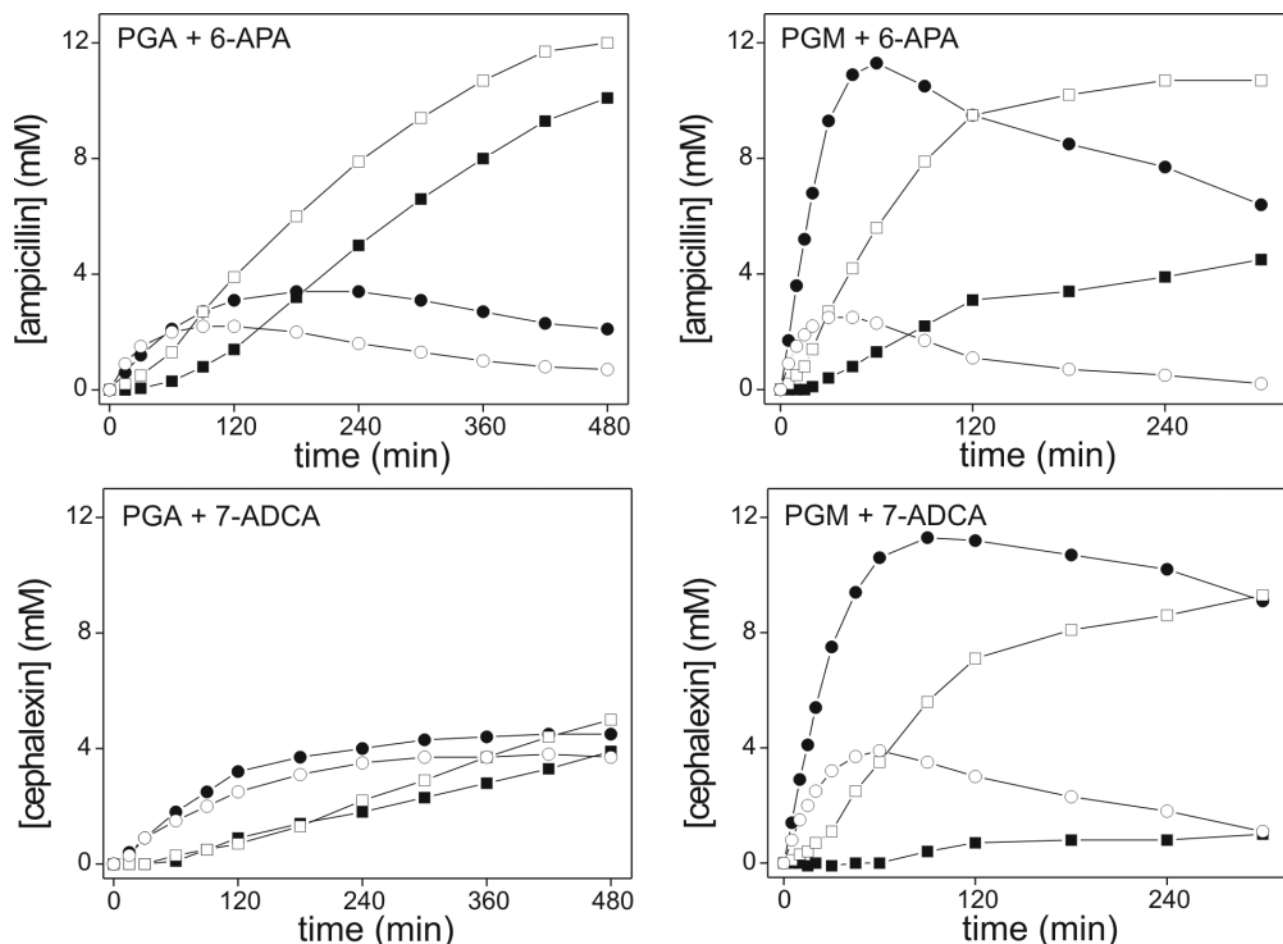 PGA + 6-APA
12
8
4
0
[ampicillin] (mM)
0 120 240 360 480
time (min)
PGM + 6-APA
12
8
4
0
[ampicillin] (mM)
0 120 240
time (min)
PGA + 7-ADCA
12
8
4
0
[cephalexin] (mM)
0 120 240 360 480
time (min)
PGM + 7-ADCA
12
8
4
0
[cephalexin] (mM)
0 120 240
time (min)